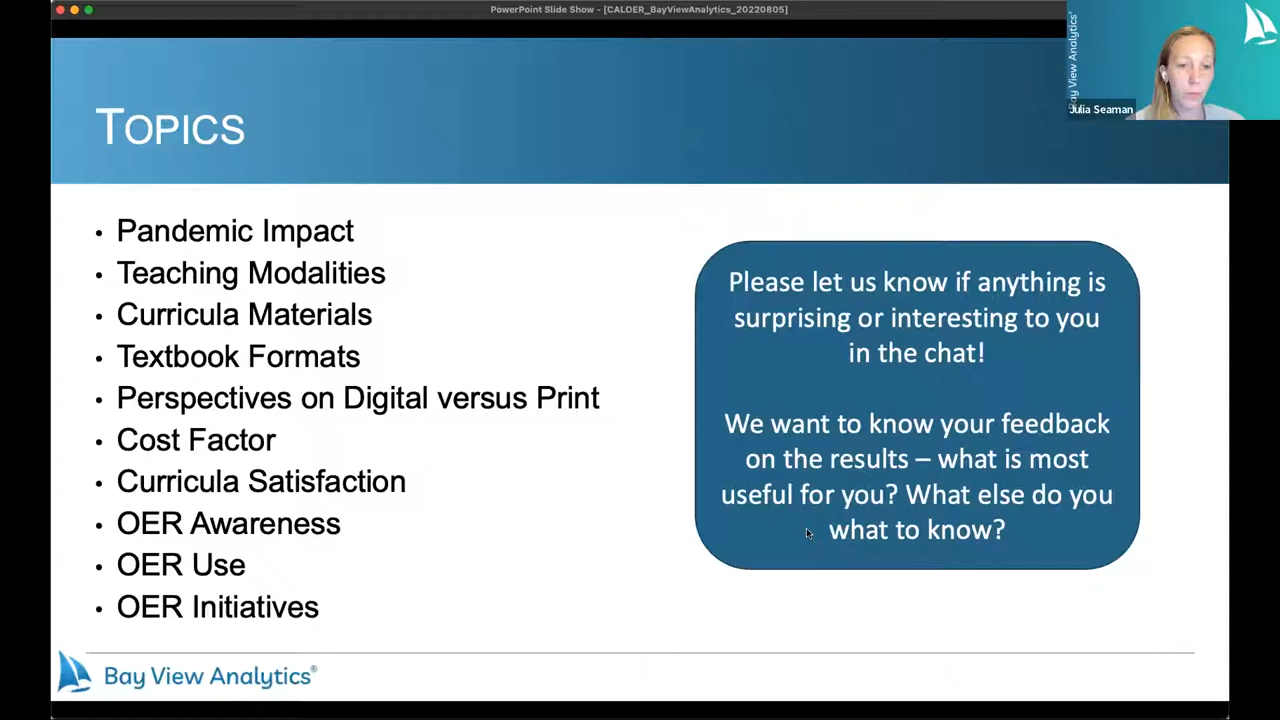 PowerPoint Slide Show - [CALDER_BayViewAnalytics_20220805]
Bay View Analytics®
Julia Seaman
TOPICS
• Pandemic Impact
• Teaching Modalities
• Curricula Materials
• Textbook Formats
• Perspectives on Digital versus Print
• Cost Factor
• Curricula Satisfaction
• OER Awareness
• OER Use
• OER Initiatives
Please let us know if anything is
surprising or interesting to you
in the chat!
We want to know your feedback
on the results – what is most
useful for you? What else do you
what to know?
Bay View Analytics®